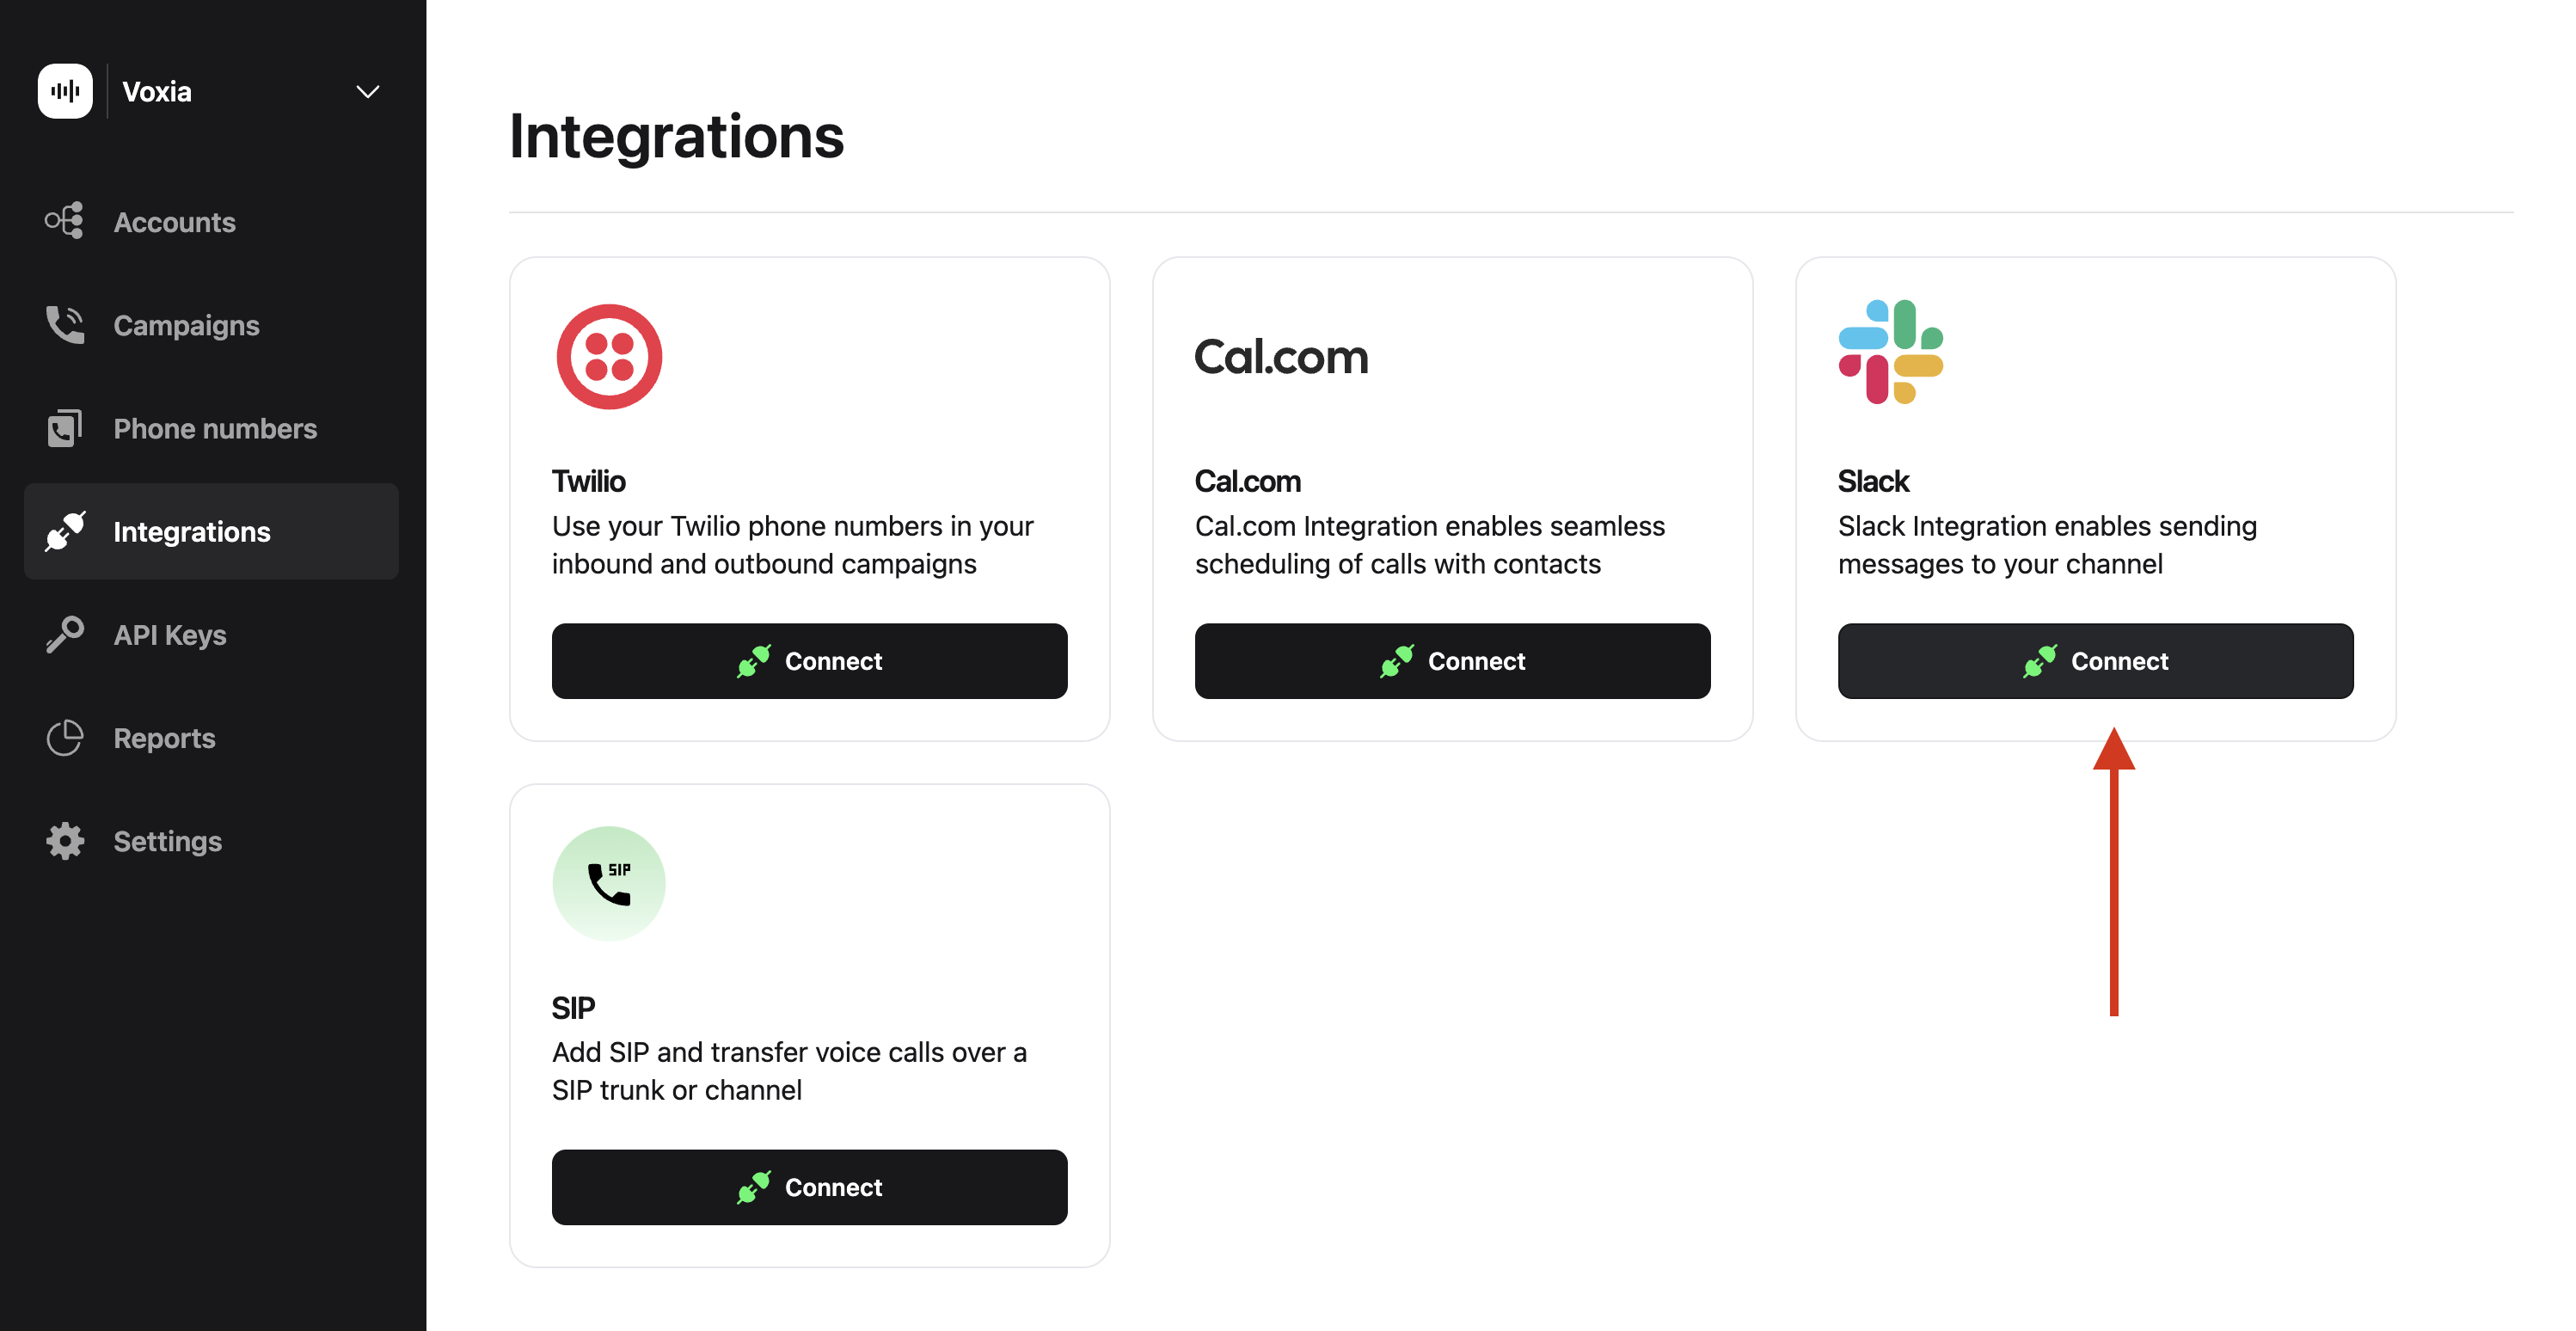 Voxia
Accounts
Campaigns
Phone numbers
Integrations
API Keys
Reports
Settings
Integrations
Twilio
Use your Twilio phone numbers in your
inbound and outbound campaigns
Connect
Cal.com
Cal.com
Cal.com Integration enables seamless
scheduling of calls with contacts
Connect
Slack
Slack Integration enables sending
messages to your channel
Connect
SIP
SIP
Add SIP and transfer voice calls over a
SIP trunk or channel
Connect